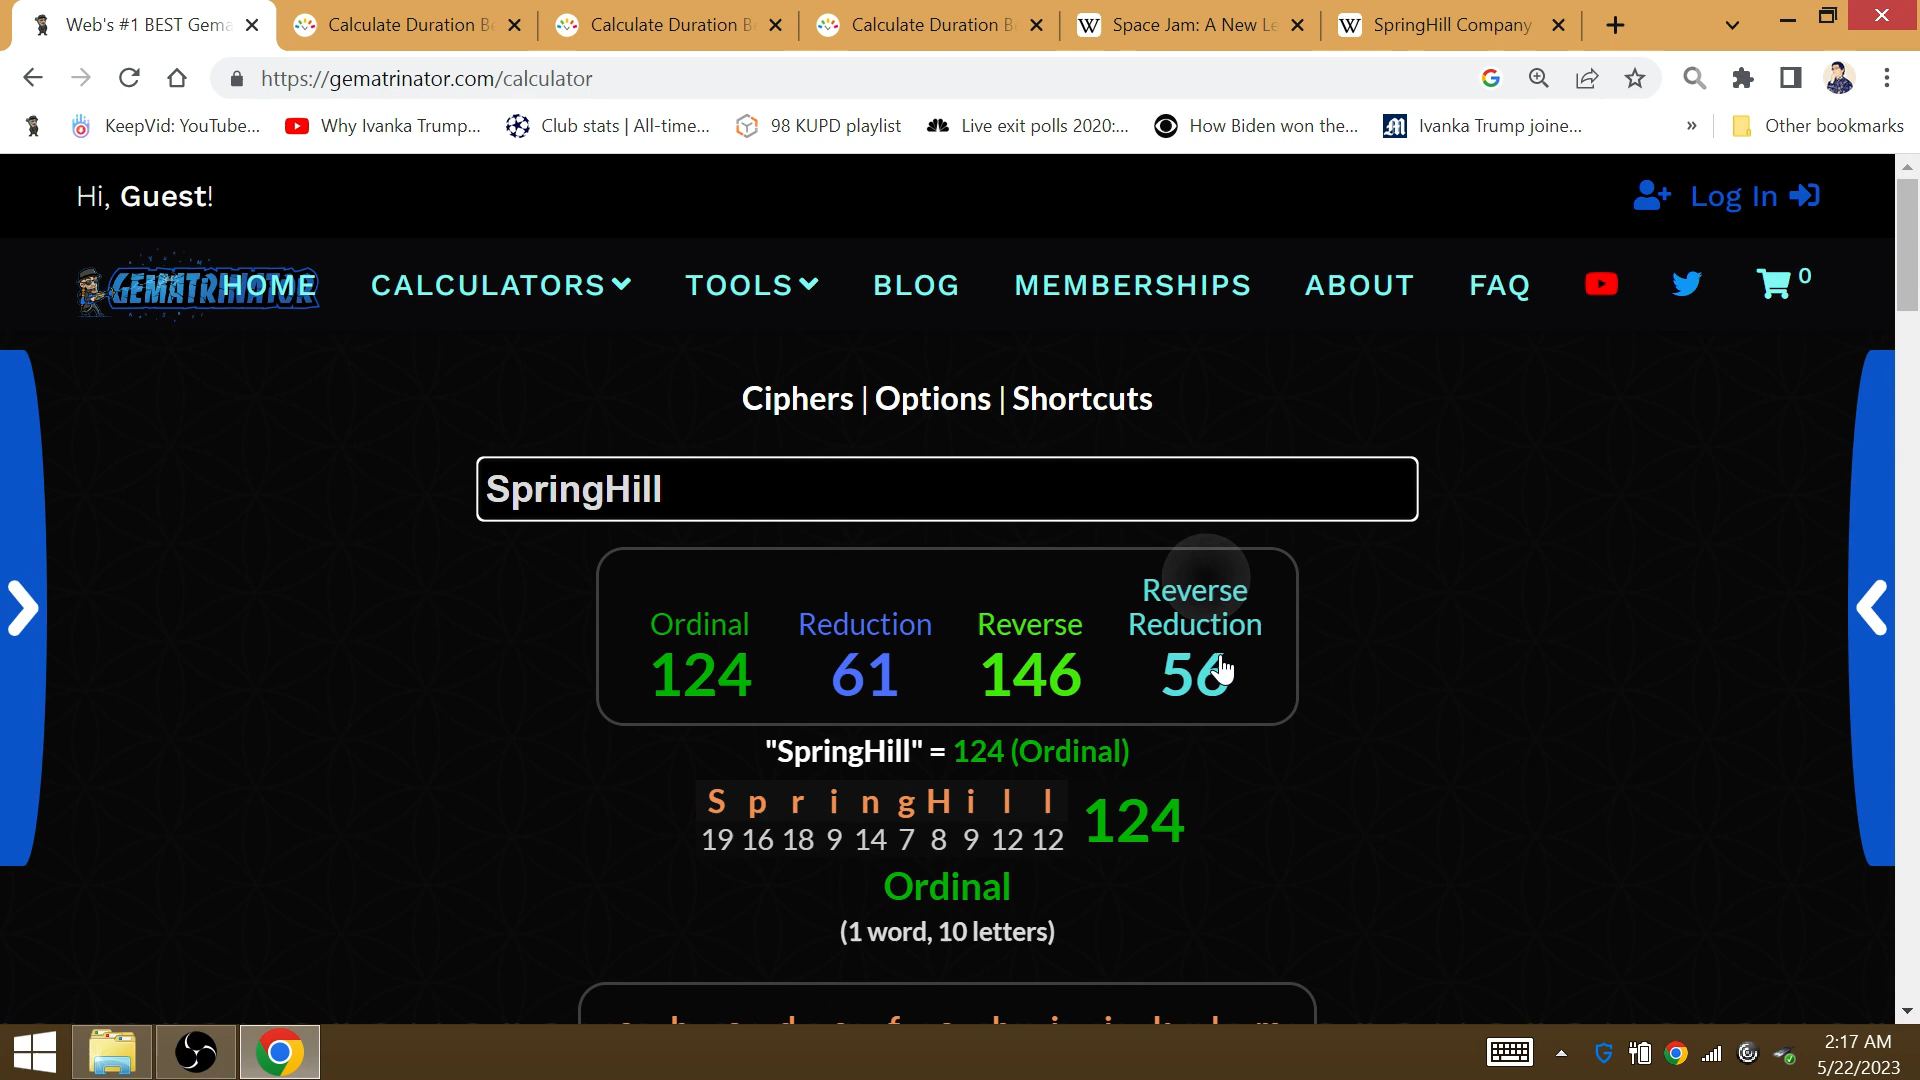 Web's #1 BEST Gema
Calculate Duration Be
Calculate Duration Be
Calculate Duration Be
Space Jam: A New Le
SpringHill Company
https://gematrinator.com/calculator
KeepVid: YouTube...
Why Ivanka Trump...
Club stats | All-time...
98 KUPD playlist
Live exit polls 2020:...
How Biden won the...
Ivanka Trump joine...
»
Other bookmarks
Hi, Guest!
Log In
GEMATRINATOR
HOME
CALCULATORS
TOOLS
BLOG
MEMBERSHIPS
ABOUT
FAQ
0
Ciphers | Options | Shortcuts
SpringHill
Ordinal
124
Reduction
61
Reverse
146
Reverse
Reduction
56
"SpringHill" = 124 (Ordinal)
S p r i n g H i l l
19 16 18 9 14 7 8 9 12 12
124
Ordinal
(1 word, 10 letters)
2:17 AM
5/22/2023